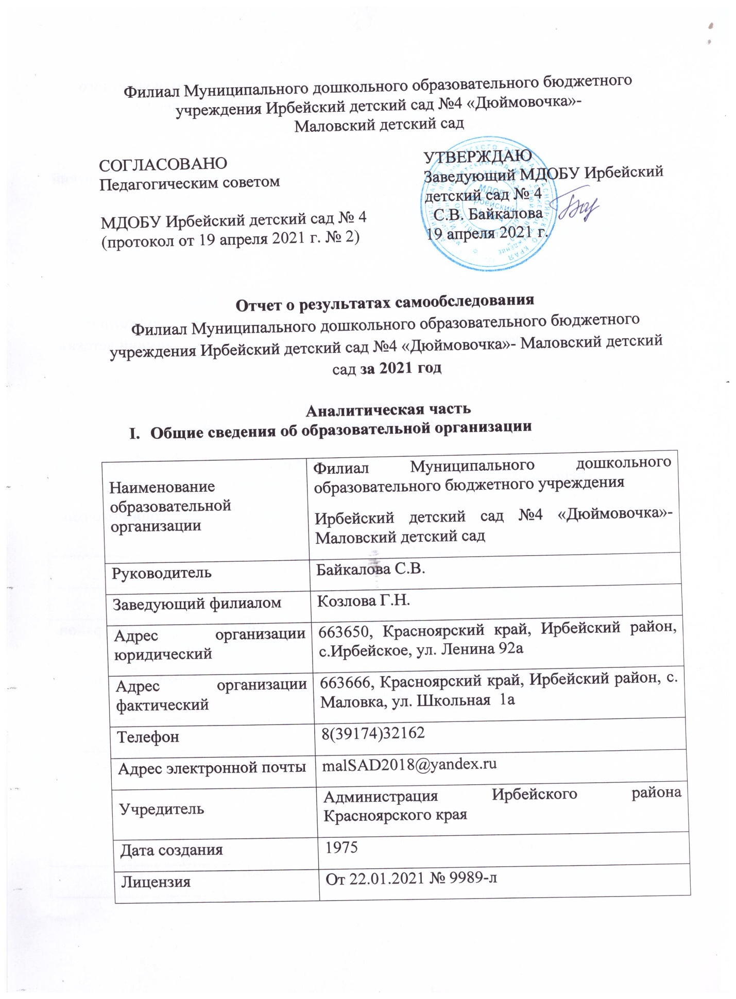 Филиал Муниципального дошкольного образовательного бюджетного
учреждения Ирбейский детский сад №4 «Дюймовочка»-
Маловский детский сад
СОГЛАСОВАНО
Педагогическим советом
МДОБУ Ирбейский детский сад № 4
(протокол от 19 апреля 2021 г. № 2)
УТВЕРЖДАЮ
Заведующий МДОБУ Ирбейский
детский сад № 4
С.В. Байкалова
19 апреля 2021 г.
МДОБУ
Ирбейский
Отчет о результатах самообследования
Филиал Муниципального дошкольного образовательного бюджетного
учреждения Ирбейский детский сад №4 «Дюймовочка»- Маловский детский
сад за 2021 год
Аналитическая часть
I. Общие сведения об образовательной организации
Наименование
образовательной
организации
Филиал Муниципального дошкольного
образовательного бюджетного учреждения
Ирбейский детский сад №4 «Дюймовочка»-
Маловский детский сад
Руководитель
Байкалова С.В.
Заведующий филиалом
Козлова Г.Н.
Адрес организации
юридический
663650, Красноярский край, Ирбейский район,
с.Ирбейское, ул. Ленина 92а
Адрес организации
фактический
663666, Красноярский край, Ирбейский район, с.
Маловка, ул. Школьная 1а
Телефон
8(39174)32162
Адрес электронной почты
malSAD2018@yandex.ru
Учредитель
Администрация Ирбейского района
Красноярского края
Дата создания
1975
Лицензия
От 22.01.2021 № 9989-л